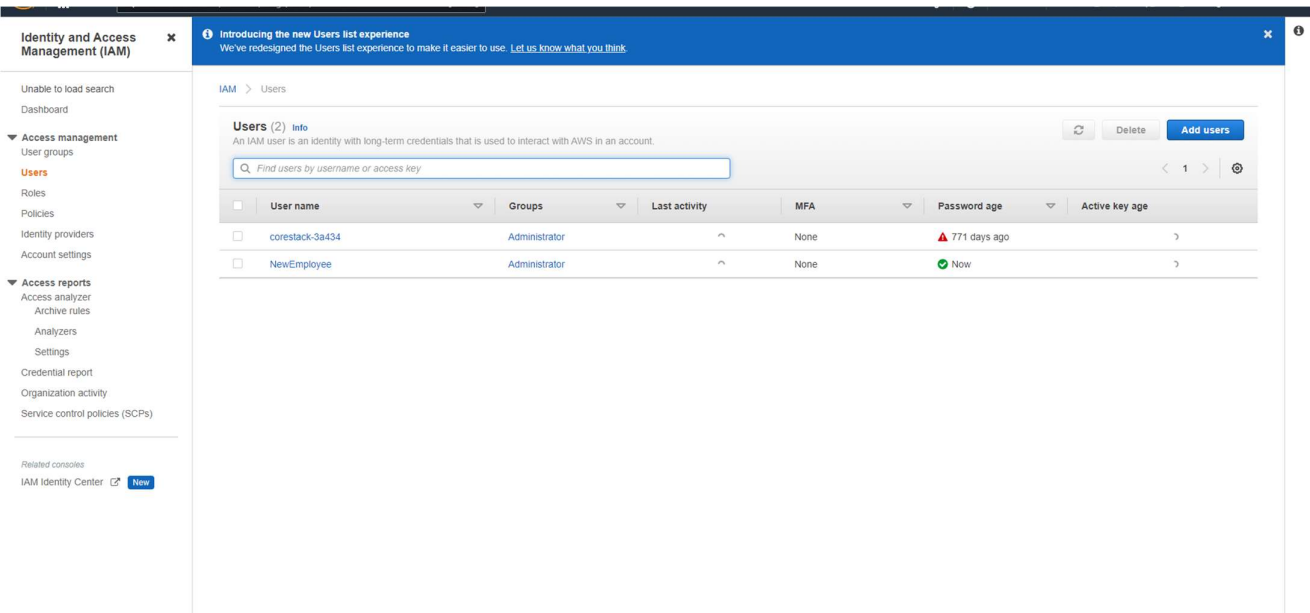 Identity and Access Management (IAM)
Introducing the new Users list experience
We've redesigned the Users list experience to make it easier to use. Let us know what you think.
Unable to load search
Dashboard
Access management
User groups
Users
Roles
Policies
Identity providers
Account settings
Access reports
Access analyzer
Archive rules
Analyzers
Settings
Credential report
Organization activity
Service control policies (SCPs)
Related consoles
IAM Identity Center New
IAM > Users
Users (2) Info
An IAM user is an identity with long-term credentials that is used to interact with AWS in an account.
Delete
Add users
Find users by username or access key
1
User name Groups Last activity MFA Password age Active key age
corestack-3a434 Administrator None 771 days ago
NewEmployee Administrator None Now